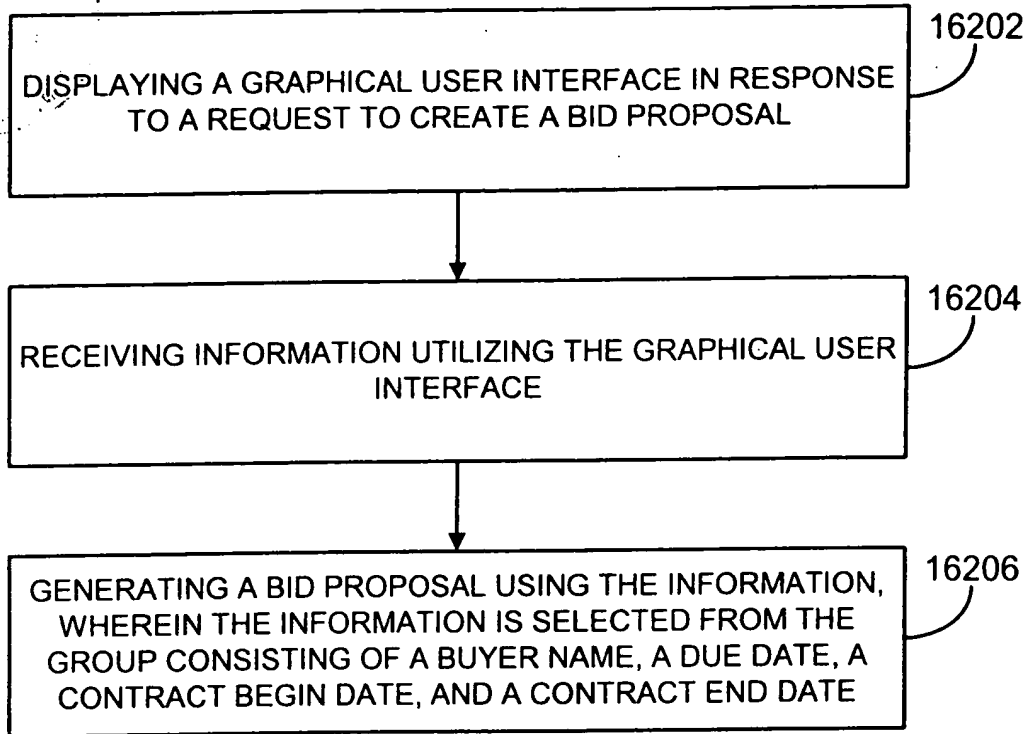 16202
DISPLAYING A GRAPHICAL USER INTERFACE IN RESPONSE
TO A REQUEST TO CREATE A BID PROPOSAL
16204
RECEIVING INFORMATION UTILIZING THE GRAPHICAL USER
INTERFACE
16206
GENERATING A BID PROPOSAL USING THE INFORMATION,
WHEREIN THE INFORMATION IS SELECTED FROM THE
GROUP CONSISTING OF A BUYER NAME, A DUE DATE, A
CONTRACT BEGIN DATE, AND A CONTRACT END DATE